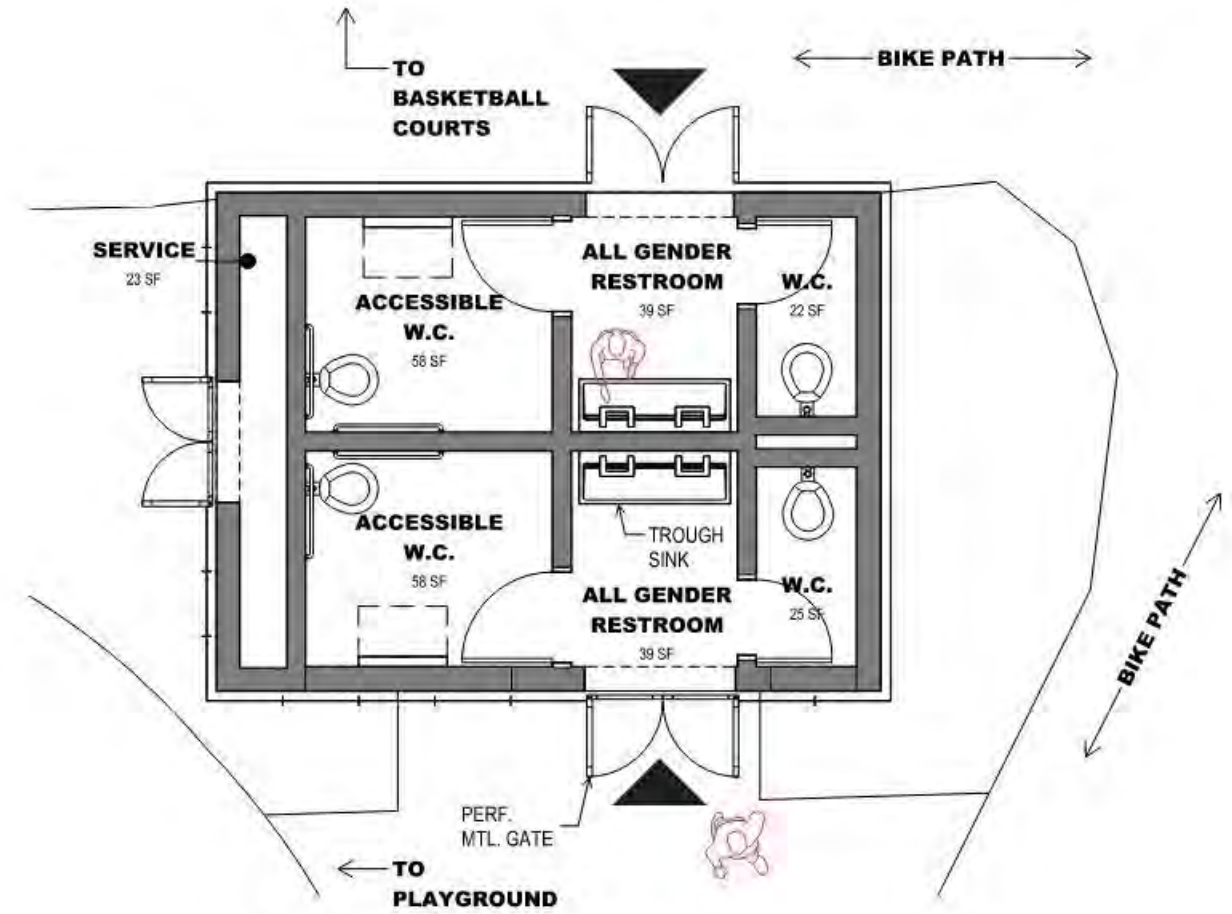 TO
BASKETBALL
COURTS
BIKE PATH
SERVICE
23 SF
ALL GENDER
RESTROOM
39 SF
W.C.
22 SF
ACCESSIBLE
W.C.
58 SF
ACCESSIBLE
W.C.
58 SF
TROUGH
SINK
ALL GENDER
RESTROOM
39 SF
W.C.
25 SF
BIKE PATH
PERF.
MTL. GATE
TO
PLAYGROUND